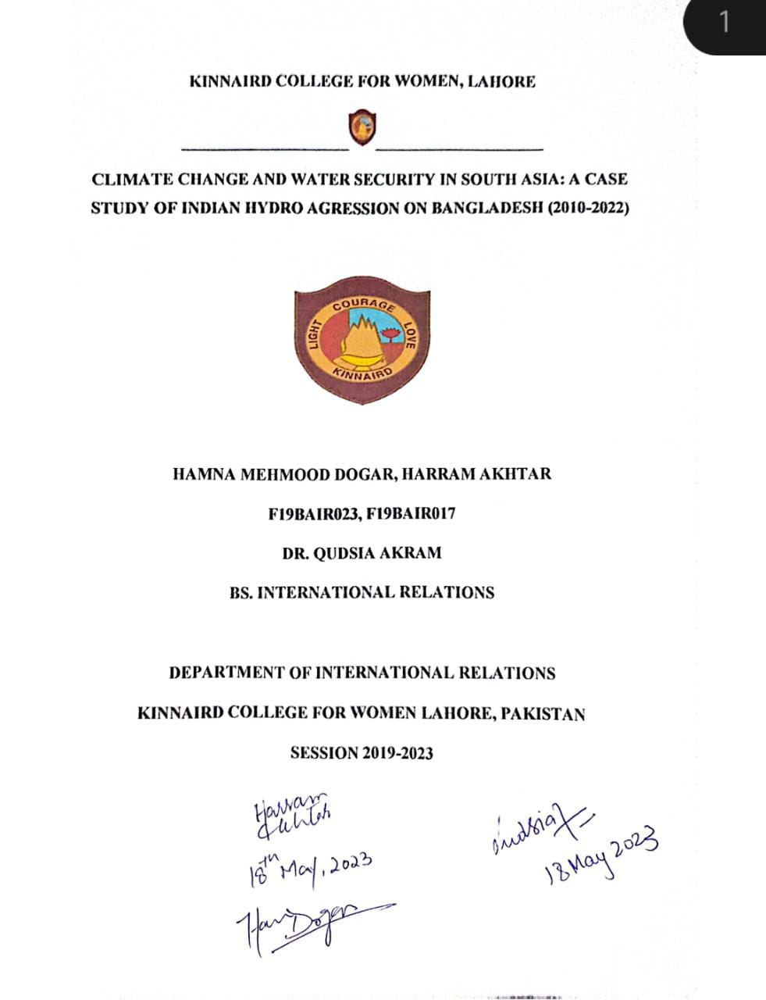 1
KINNAIRD COLLEGE FOR WOMEN, LAHORE
CLIMATE CHANGE AND WATER SECURITY IN SOUTH ASIA: A CASE
STUDY OF INDIAN HYDRO AGRESSION ON BANGLADESH (2010-2022)
LIGHT COURAGE LOVE
KINNAIRD
HAMNA MEHMOOD DOGAR, HARRAM AKHTAR
F19BAIR023, F19BAIR017
DR. QUDSIA AKRAM
BS. INTERNATIONAL RELATIONS
DEPARTMENT OF INTERNATIONAL RELATIONS
KINNAIRD COLLEGE FOR WOMEN LAHORE, PAKISTAN
SESSION 2019-2023
Harram
Akhtar
18th May, 2023
18 May 2023
Dogar